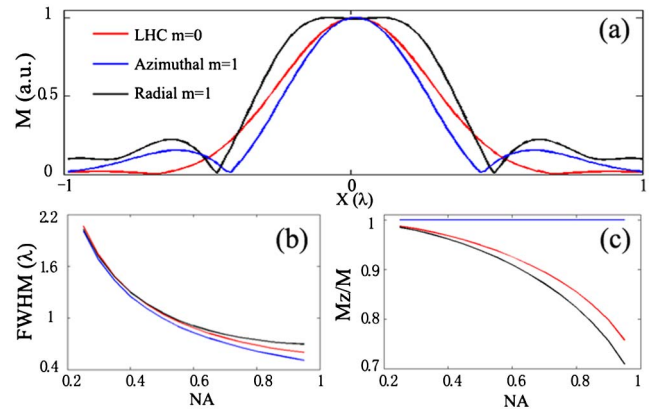 1
(a)
LHC m=0
Azimuthal m=1
0.5
Radial m=1
M (a.u.)
0
−1
0
1
X (λ)
2.2
(b)
1.6
1
0.4
FWHM (λ)
0.2
0.4
0.6
0.8
1
NA
1
(c)
0.9
0.8
0.7
Mz/M
0.2
0.4
0.6
0.8
1
NA